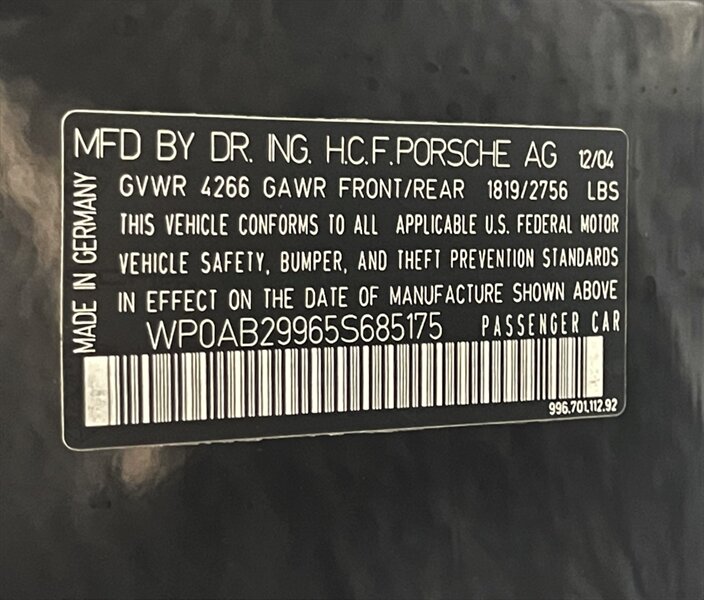 MFD BY DR. ING. H.C.F.PORSCHE AG 12/04
GVWR 4266 GAWR FRONT/REAR 1819/2756 LBS
THIS VEHICLE CONFORMS TO ALL APPLICABLE U.S. FEDERAL MOTOR
VEHICLE SAFETY, BUMPER, AND THEFT PREVENTION STANDARDS
IN EFFECT ON THE DATE OF MANUFACTURE SHOWN ABOVE
WP0AB29965S685175 PASSENGER CAR
996.701.112.92
MADE IN GERMANY